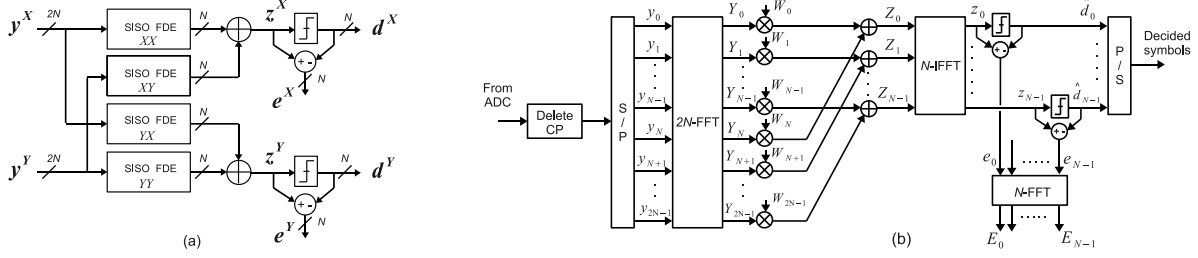 y^X 2N SISO FDE XX N z^X N d^X
SISO FDE XY N + - N
e^X
SISO FDE YX N
y^Y 2N SISO FDE YY N z^Y N d^Y
+ - N
e^Y
(a)
From ADC
Delete CP
S / P
y_0
y_1
y_{N-1}
y_N
y_{N+1}
y_{2N-1}
2N-FFT
Y_0 W_0
Y_1 W_1
Y_{N-1} W_{N-1}
Y_N W_N
Y_{N+1} W_{N+1}
Y_{2N-1} W_{2N-1}
Z_0
Z_1
Z_{N-1}
N-IFFT
z_0 \hat{d}_0
+ -
z_{N-1} \hat{d}_{N-1}
+ -
P / S
Decided symbols
e_0 e_{N-1}
N-FFT
E_0 E_{N-1}
(b)